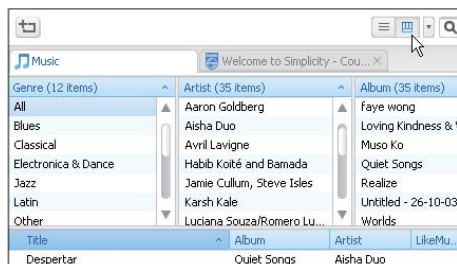 Music
Welcome to Simplicity - Cou...
Genre (12 items)
Artist (35 items)
Album (35 items)
All
Aaron Goldberg
faye wong
Blues
Aisha Duo
Loving Kindness &
Classical
Avril Lavigne
Muso Ko
Electronica & Dance
Habib Koité and Bamada
Quiet Songs
Jazz
Jamie Cullum, Steve Isles
Realize
Latin
Karsh Kale
Untitled - 26-10-03
Other
Luciana Souza/Romero Lu...
Worlds
Title
Album
Artist
LikeMu...
Despertar
Quiet Songs
Aisha Duo